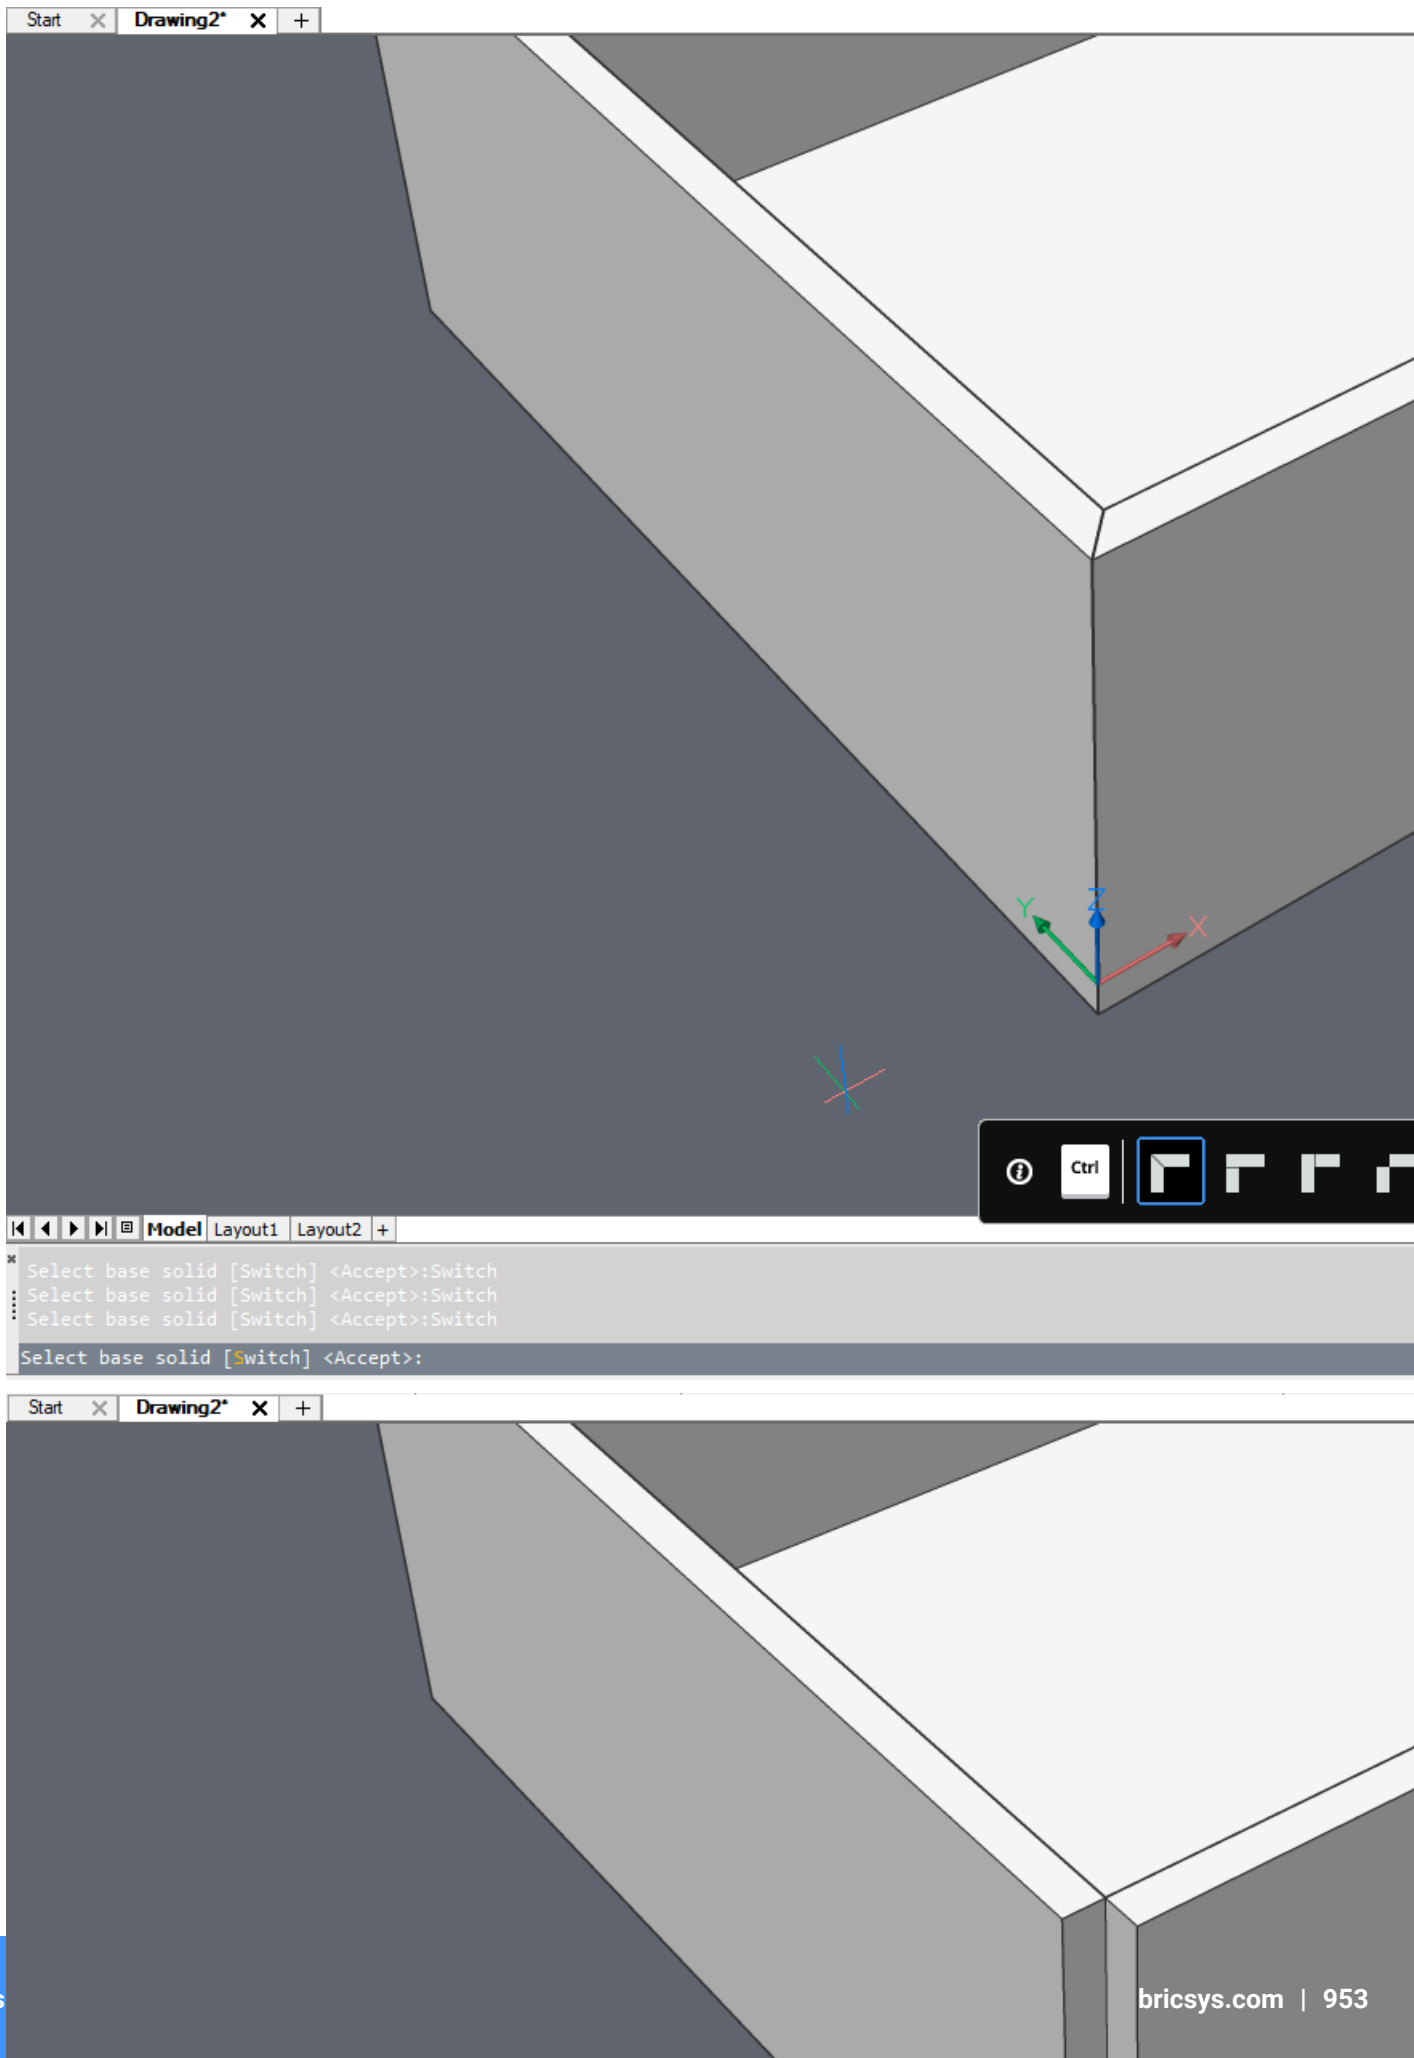 Start Drawing2*
Y Z X
Ctrl
Model Layout1 Layout2
Select base solid [Switch] <Accept>:Switch
Select base solid [Switch] <Accept>:Switch
Select base solid [Switch] <Accept>:Switch
Select base solid [Switch] <Accept>:
Start Drawing2*
bricsys.com | 953